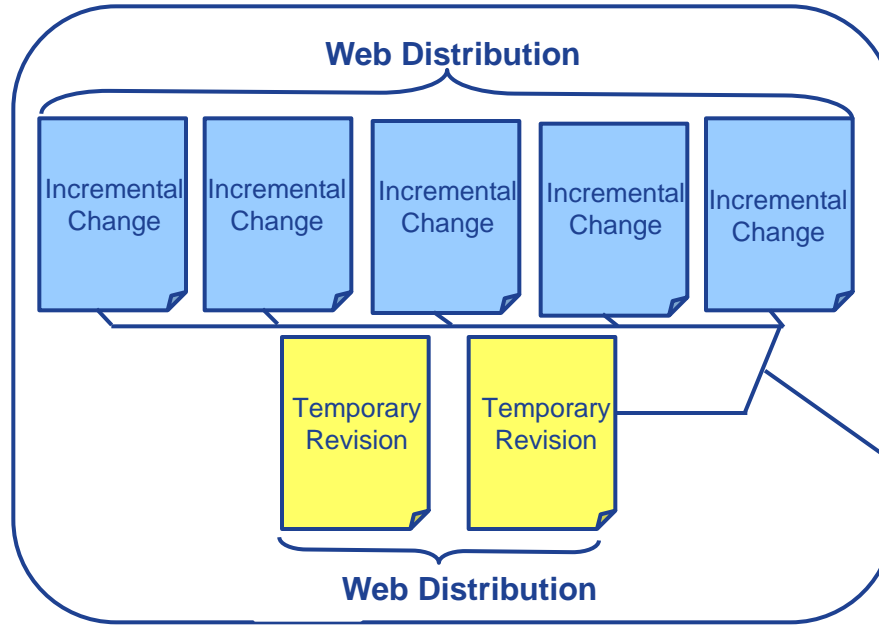 Web Distribution
Incremental
Change
Incremental
Change
Incremental
Change
Incremental
Change
Incremental
Change
Temporary
Revision
Temporary
Revision
Web Distribution